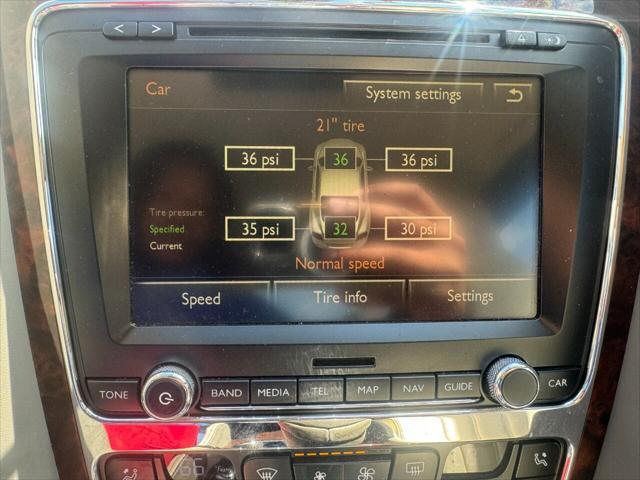 < >
Car
System settings
21" tire
36 psi 36 36 psi
Tire pressure:
Specified
Current
35 psi 32 30 psi
Normal speed
Speed Tire info Settings
TONE BAND MEDIA TEL MAP NAV GUIDE CAR
66